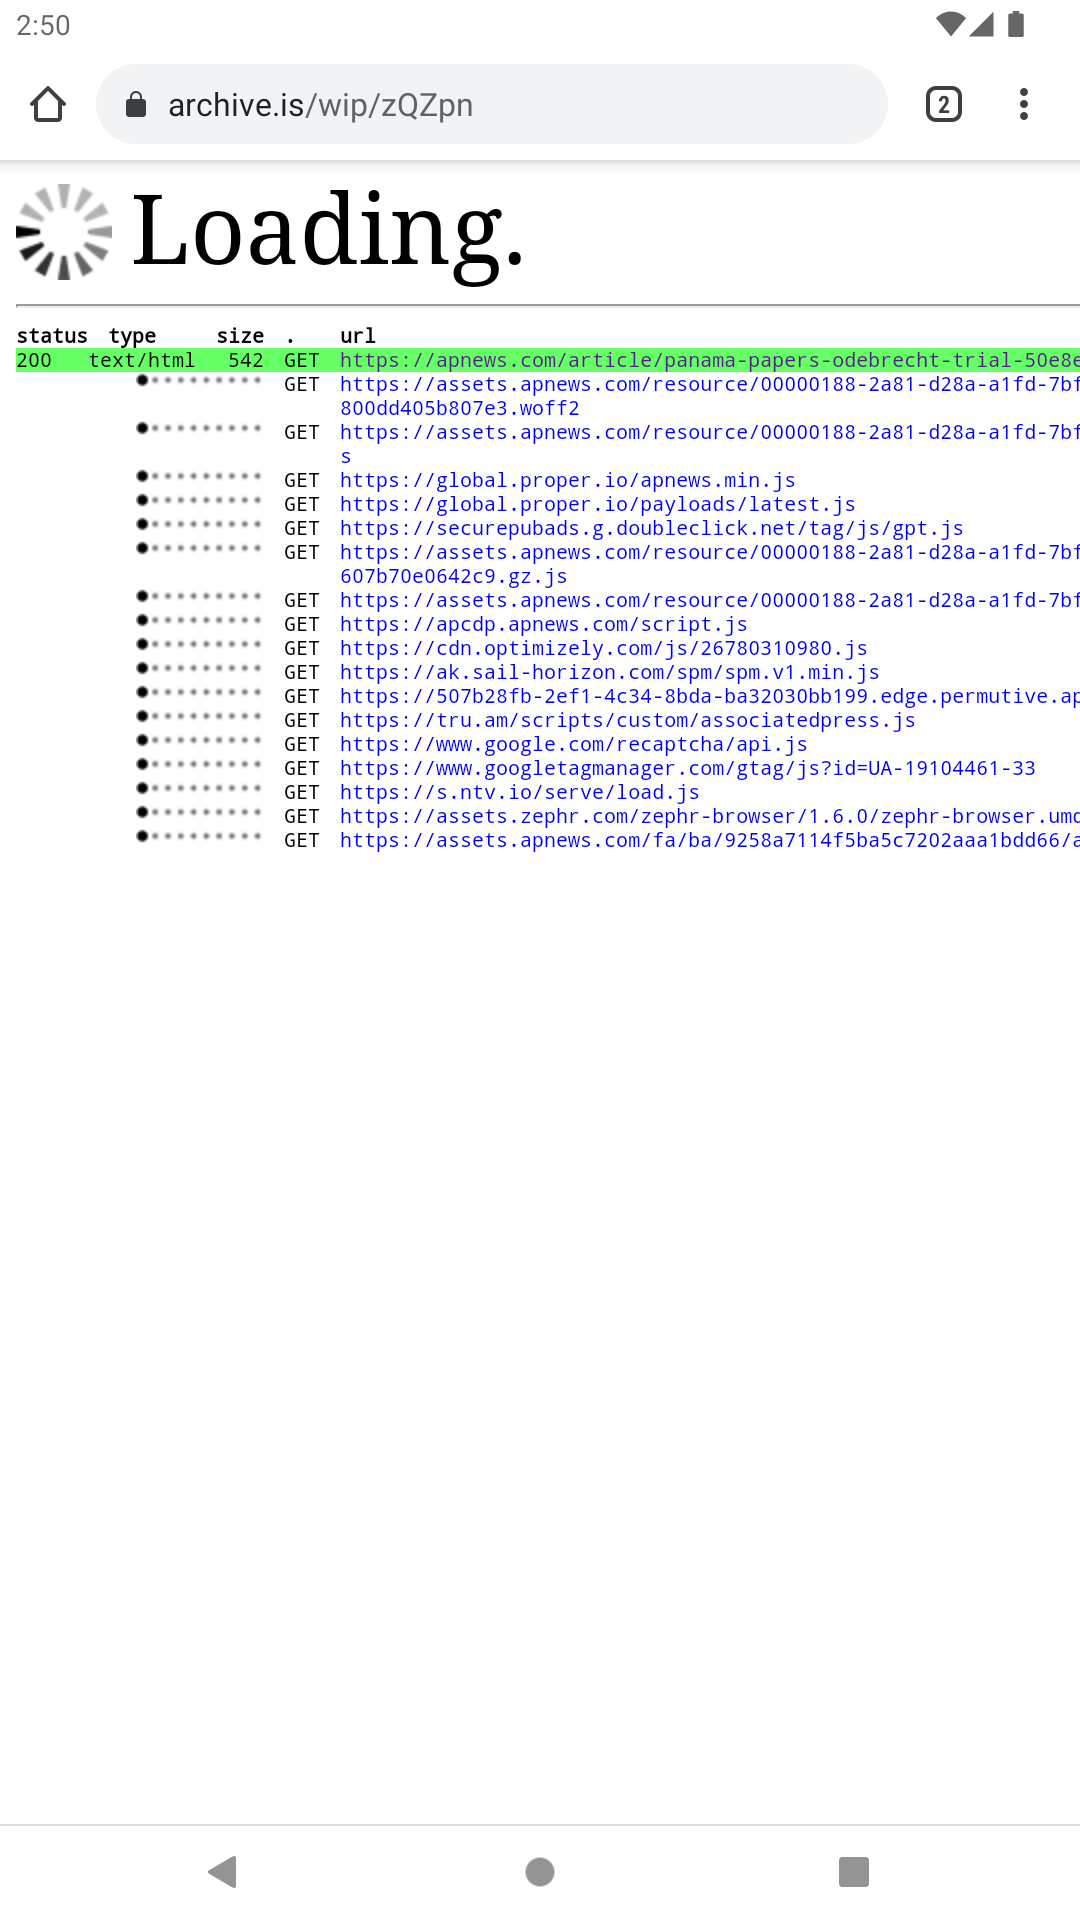 2:50
archive.is/wip/zQZpn
2
Loading.
status type size . url
200 text/html 542 GET https://apnews.com/article/panama-papers-odebrecht-trial-50e8e
GET https://assets.apnews.com/resource/00000188-2a81-d28a-a1fd-7bf
800dd405b807e3.woff2
GET https://assets.apnews.com/resource/00000188-2a81-d28a-a1fd-7bf
s
GET https://global.proper.io/apnews.min.js
GET https://global.proper.io/payloads/latest.js
GET https://securepubads.g.doubleclick.net/tag/js/gpt.js
GET https://assets.apnews.com/resource/00000188-2a81-d28a-a1fd-7bf
607b70e0642c9.gz.js
GET https://assets.apnews.com/resource/00000188-2a81-d28a-a1fd-7bf
GET https://apcdp.apnews.com/script.js
GET https://cdn.optimizely.com/js/26780310980.js
GET https://ak.sail-horizon.com/spm/spm.v1.min.js
GET https://507b28fb-2ef1-4c34-8bda-ba32030bb199.edge.permutive.ap
GET https://tru.am/scripts/custom/associatedpress.js
GET https://www.google.com/recaptcha/api.js
GET https://www.googletagmanager.com/gtag/js?id=UA-19104461-33
GET https://s.ntv.io/serve/load.js
GET https://assets.zephr.com/zephr-browser/1.6.0/zephr-browser.umd
GET https://assets.apnews.com/fa/ba/9258a7114f5ba5c7202aaa1bdd66/a